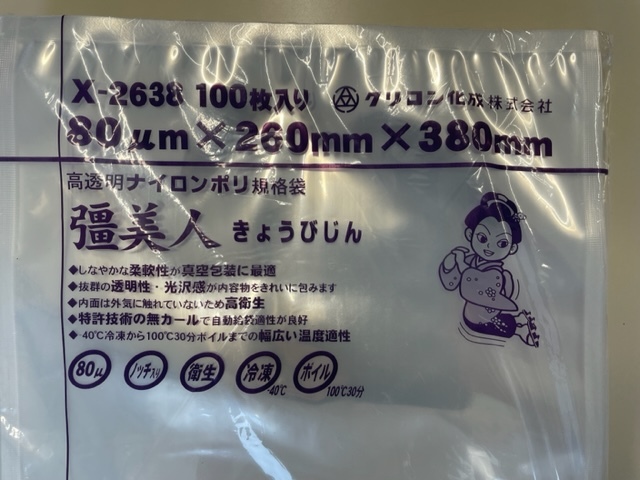 X-2638 100枚入り クリロン化成株式会社
80μm×260mm×380mm
高透明ナイロンポリ規格袋
彊美人 きょうびじん
◆しなやかな柔軟性が真空包装に最適
◆抜群の透明性・光沢感が内容物をきれいに包みます
◆内面は外気に触れていないため高衛生
◆特許技術の無カールで自動給袋適性が良好
◆-40℃冷凍から100℃30分ボイルまでの幅広い温度適性
80μ ノッチ入り 衛生 冷凍 ボイル
-40℃ 100℃30分